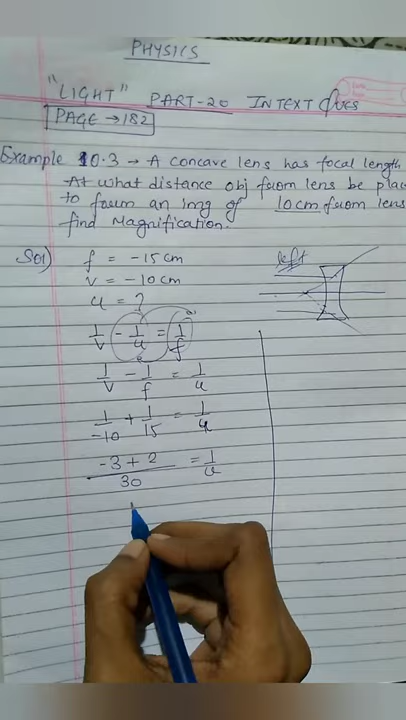 PHYSICS
"LIGHT" PART-20 INTEXT Ques
PAGE → 182
Example 10.3 → A concave lens has focal length
At what distance obj from lens be plac
to foum an img of 10cm from lens
find Magnification.
Sol)
left
f = -15 cm
v = -10 cm
u = ?
1/v - 1/u = 1/f
1/v - 1/f = 1/u
1/-10 + 1/15 = 1/u
-3 + 2 / 30 = 1/u